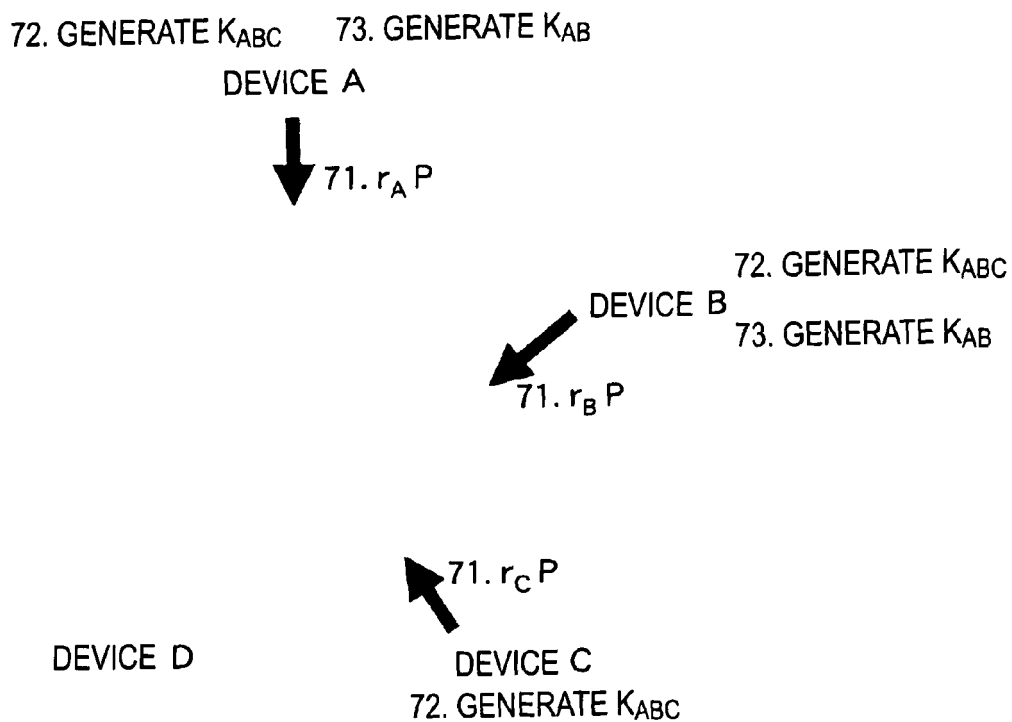 72. GENERATE KABC 73. GENERATE KAB
DEVICE A
71. rA P
72. GENERATE KABC
DEVICE B
73. GENERATE KAB
71. rB P
71. rC P
DEVICE D
DEVICE C
72. GENERATE KABC